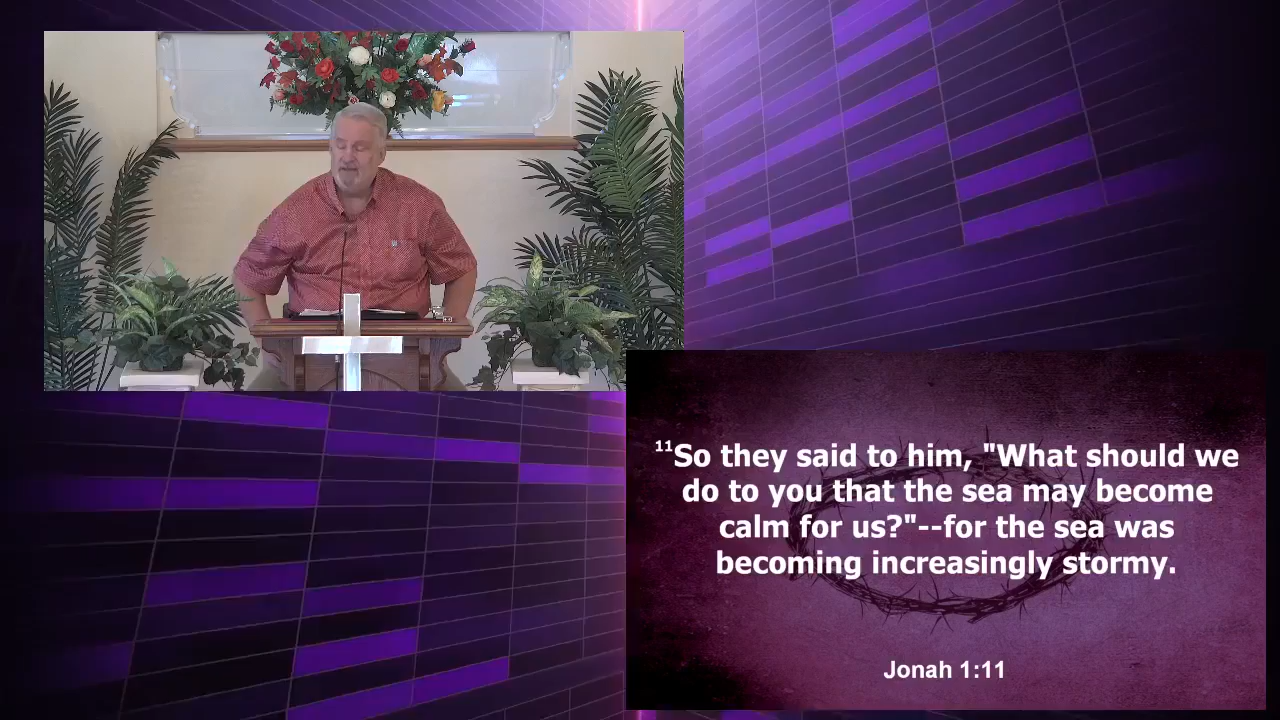 11So they said to him, "What should we
do to you that the sea may become
calm for us?"--for the sea was
becoming increasingly stormy.
Jonah 1:11